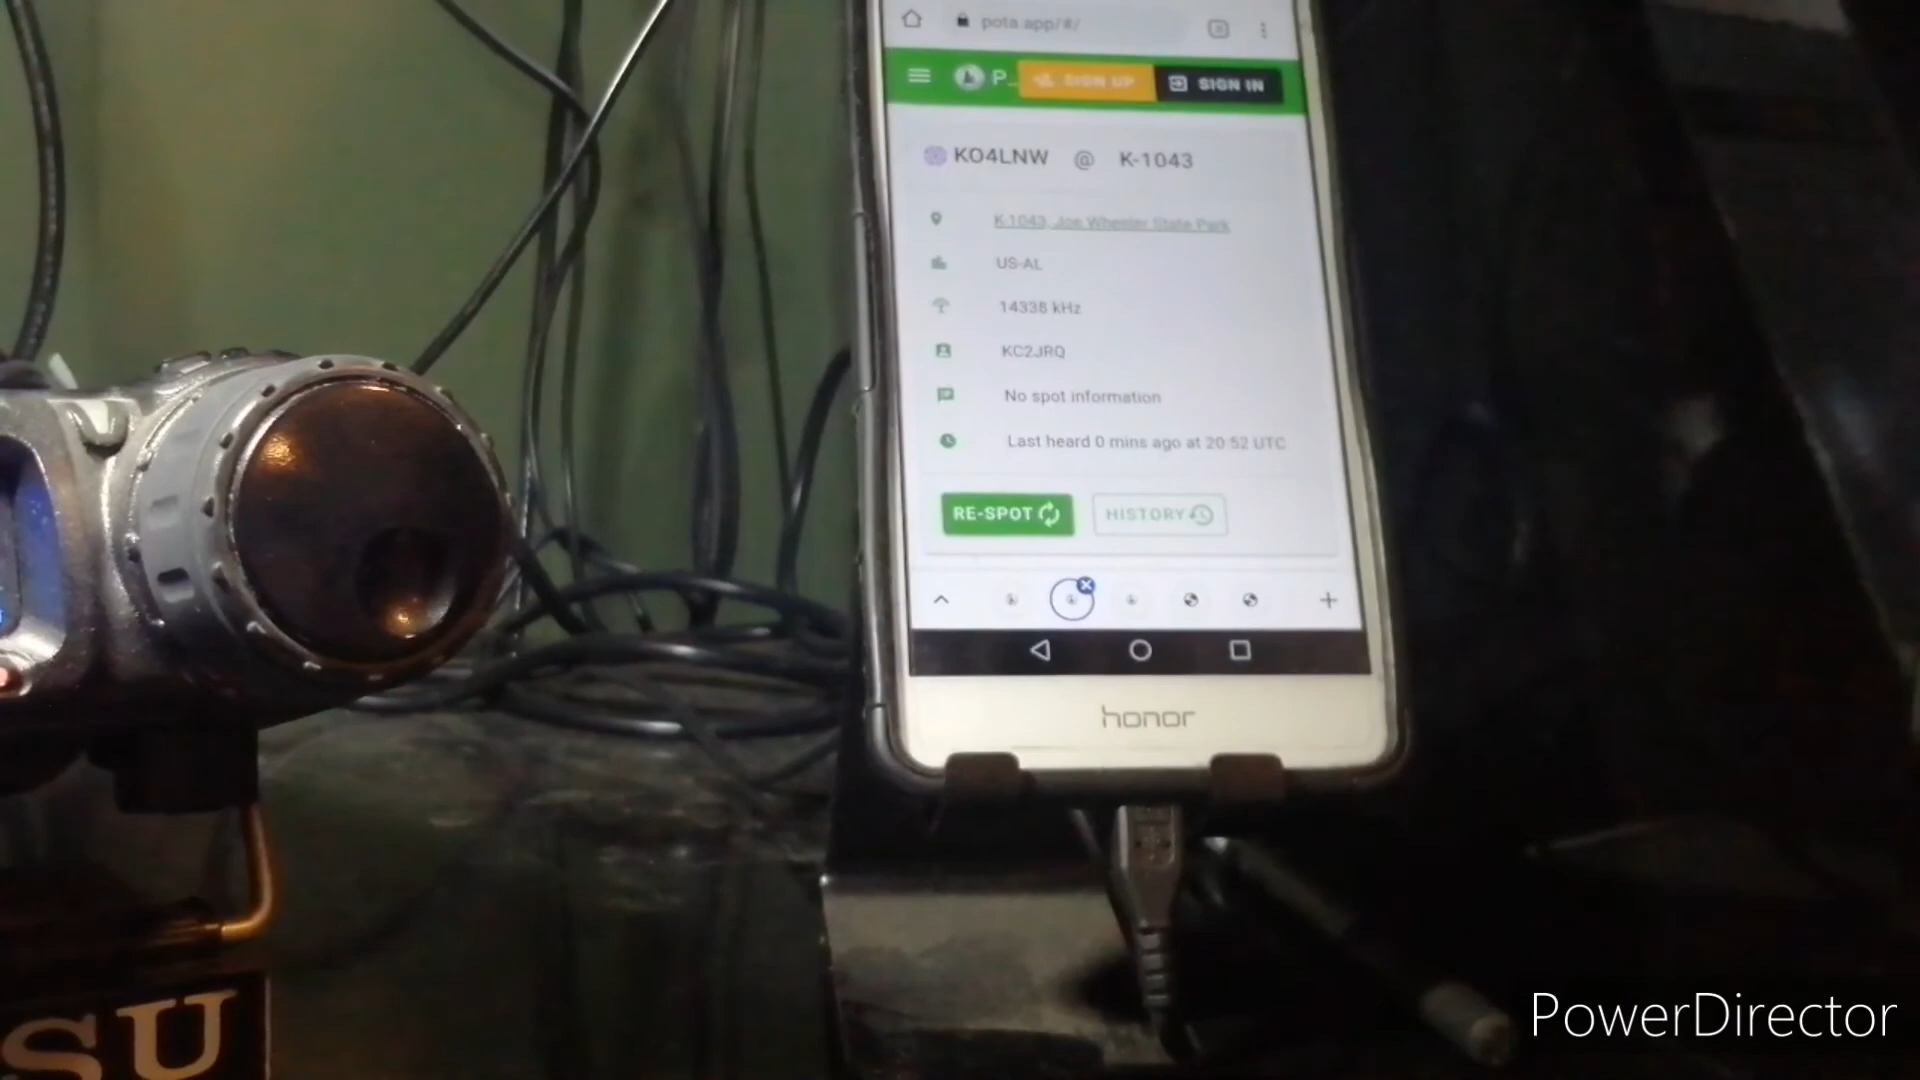 pota.app/#/
P... SIGN UP SIGN IN
KO4LNW @ K-1043
K-1043, Joe Wheeler State Park
US-AL
14338 kHz
KC2JRQ
No spot information
Last heard 0 mins ago at 20:52 UTC
RE-SPOT HISTORY
honor
SU
PowerDirector